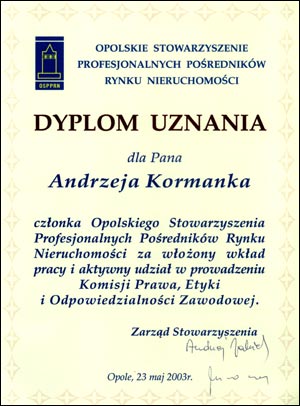 OSPPRN
OPOLSKIE STOWARZYSZENIE
PROFESJONALNYCH POŚREDNIKÓW
RYNKU NIERUCHOMOŚCI
DYPLOM UZNANIA
dla Pana
Andrzeja Kormanka
członka Opolskiego Stowarzyszenia
Profesjonalnych Pośredników Rynku
Nieruchomości za włożony wkład
pracy i aktywny udział w prowadzeniu
Komisji Prawa, Etyki
i Odpowiedzialności Zawodowej.
Zarząd Stowarzyszenia
Andrzej
Opole, 23 maj 2003r.